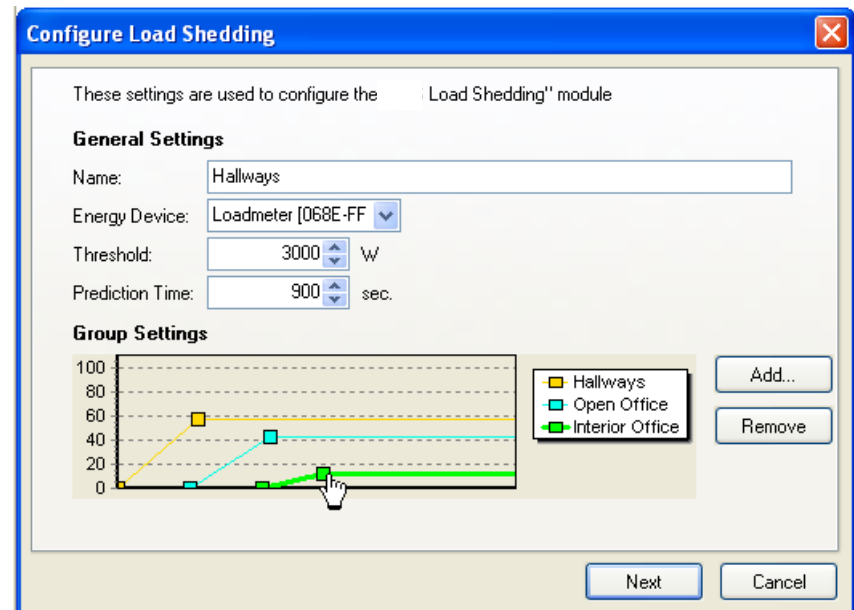 Configure Load Shedding
These settings are used to configure the Load Shedding" module
General Settings
Name: Hallways
Energy Device: Loadmeter [068E-FF
Threshold: 3000 W
Prediction Time: 900 sec.
Group Settings
100
80
60
40
20
0
Hallways
Open Office
Interior Office
Add...
Remove
Next Cancel